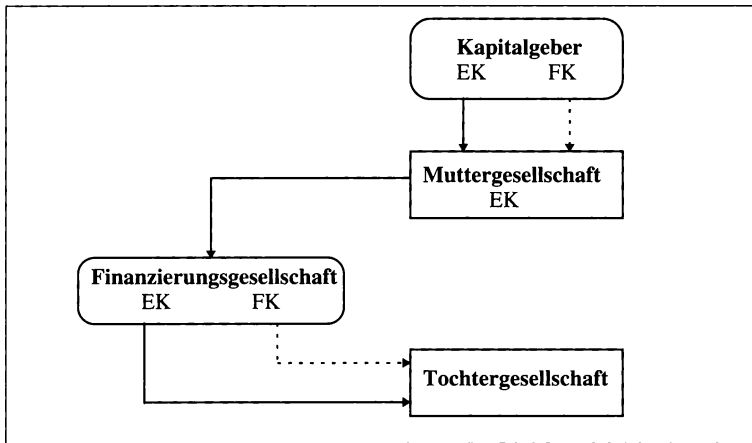 Kapitalgeber
EK FK
Muttergesellschaft
EK
Finanzierungsgesellschaft
EK FK
Tochtergesellschaft